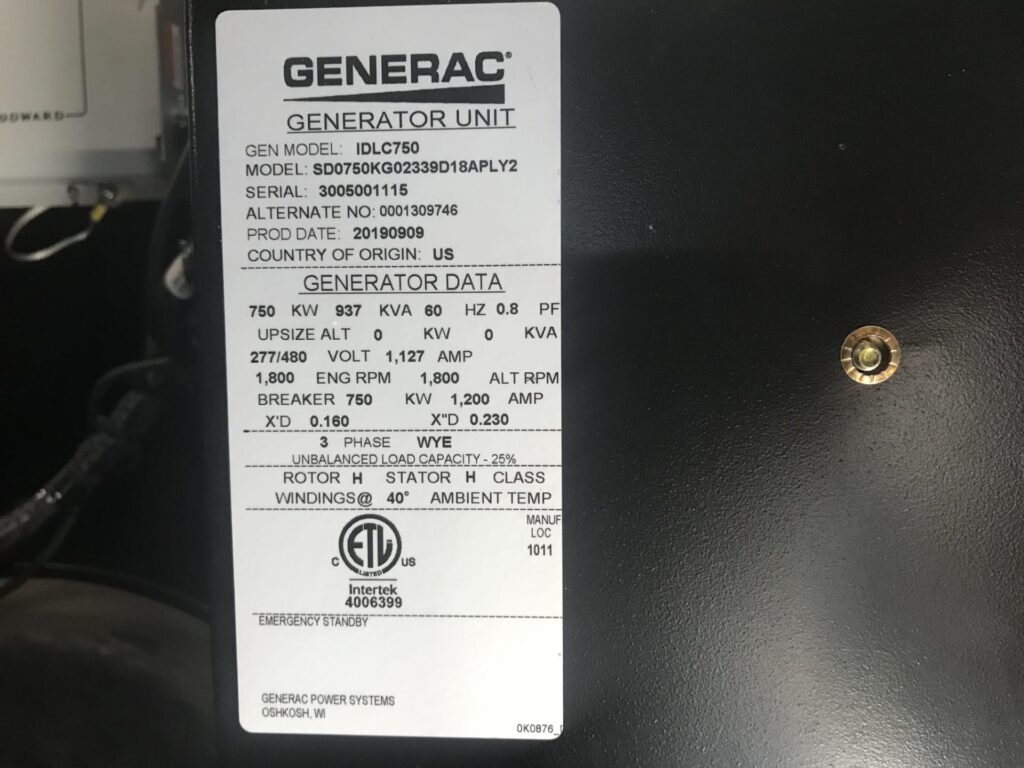 GENERAC®
GENERATOR UNIT
GEN MODEL: IDLC750
MODEL: SD0750KG02339D18APLY2
SERIAL: 3005001115
ALTERNATE NO: 0001309746
PROD DATE: 20190909
COUNTRY OF ORIGIN: US
GENERATOR DATA
750 KW 937 KVA 60 HZ 0.8 PF
UPSIZE ALT 0 KW 0 KVA
277/480 VOLT 1,127 AMP
1,800 ENG RPM 1,800 ALT RPM
BREAKER 750 KW 1,200 AMP
X'D 0.160 X"D 0.230
3 PHASE WYE
UNBALANCED LOAD CAPACITY - 25%
ROTOR H STATOR H CLASS
WINDINGS@ 40° AMBIENT TEMP
MANUF
LOC
1011
C ETL US
LISTED
Intertek
4006399
EMERGENCY STANDBY
GENERAC POWER SYSTEMS
OSHKOSH, WI
0K0876_